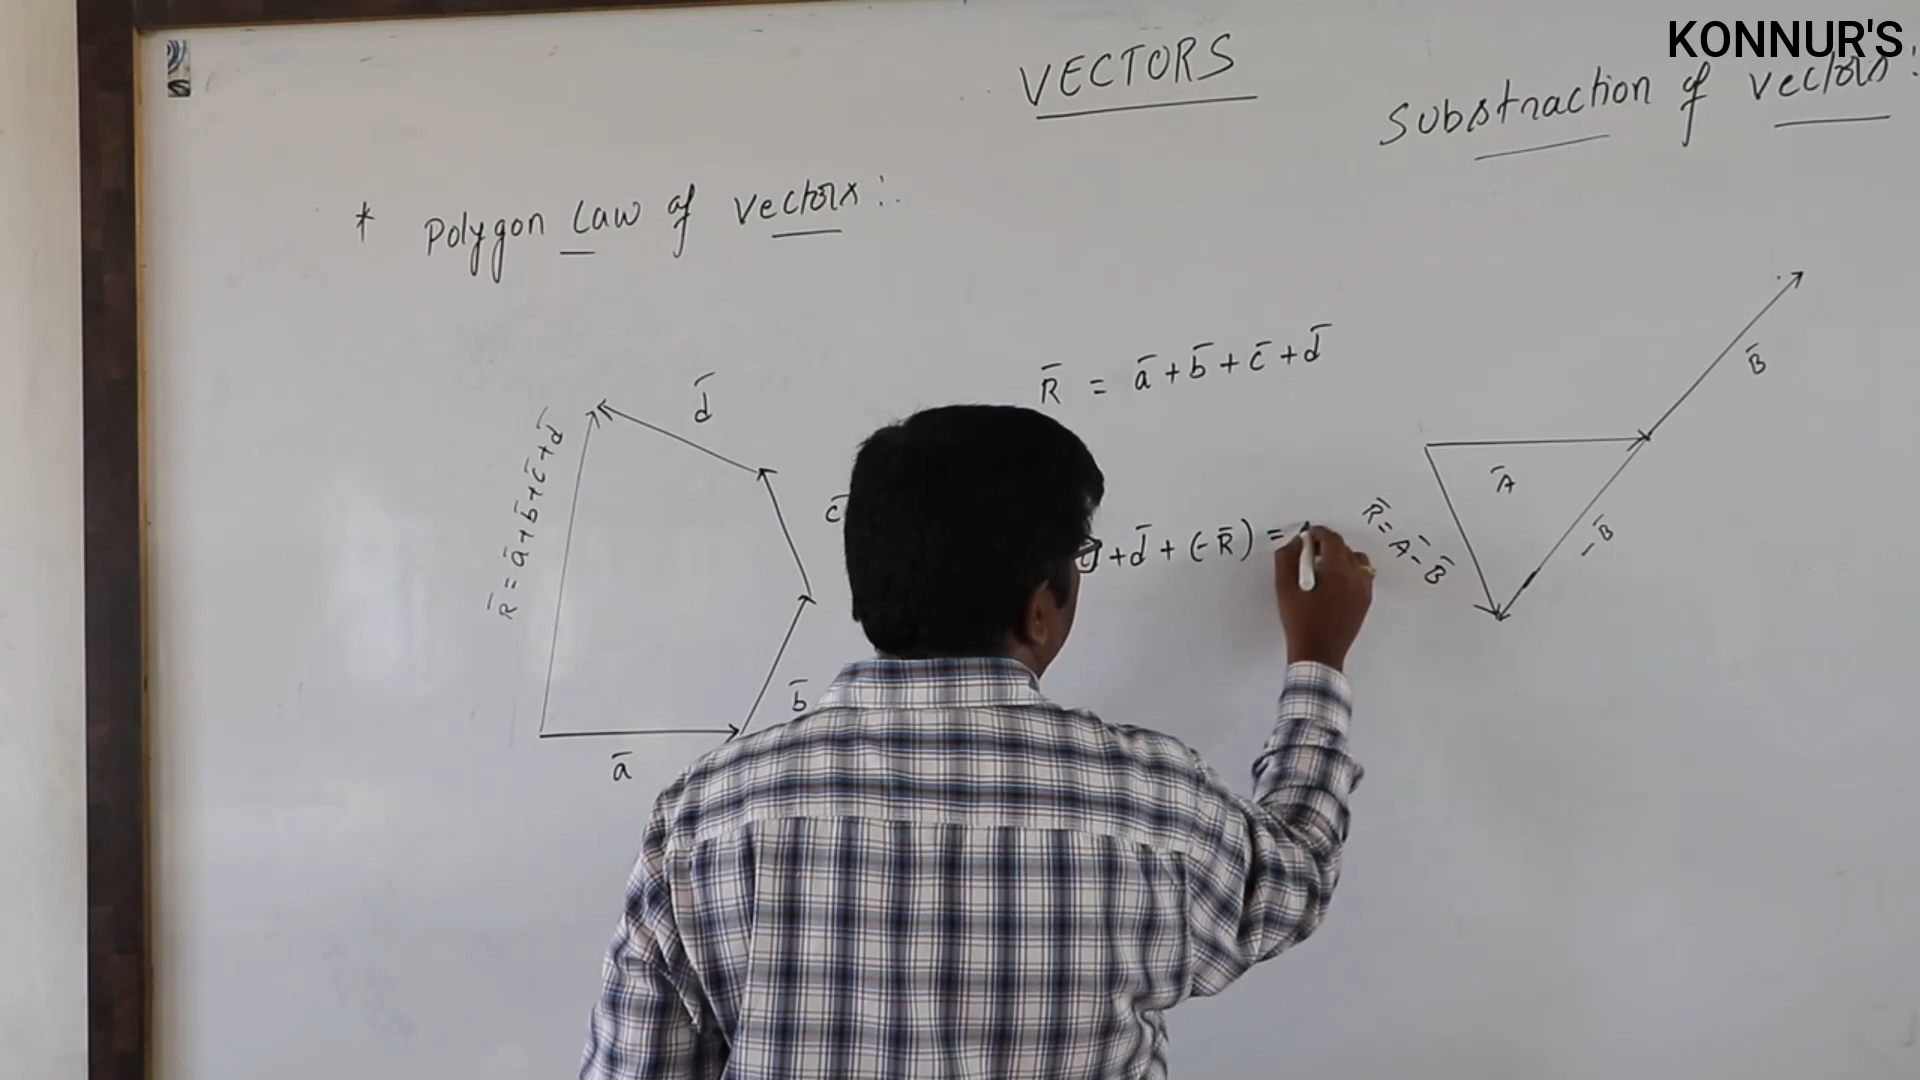 KONNUR'S
VECTORS
Substraction of vectors:
* Polygon Law of vectors:.
R̄ = ā + b̄ + c̄ + d̄
d̄
R̄ = ā + b̄ + c̄ + d̄
c̄
b̄
ā
+ d̄ + (- R̄) =
B̄
Ā
- B̄
R̄ = Ā - B̄